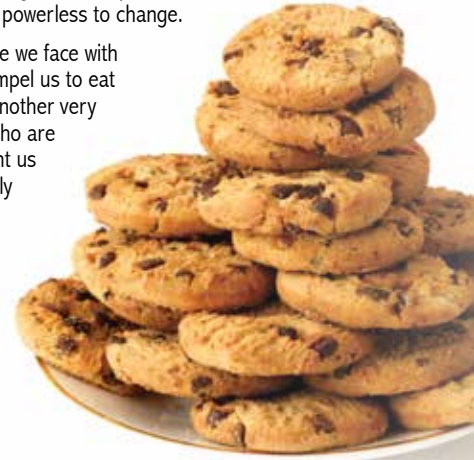 powerless to change.
e we face with
mpel us to eat
nother very
ho are
nt us
ly